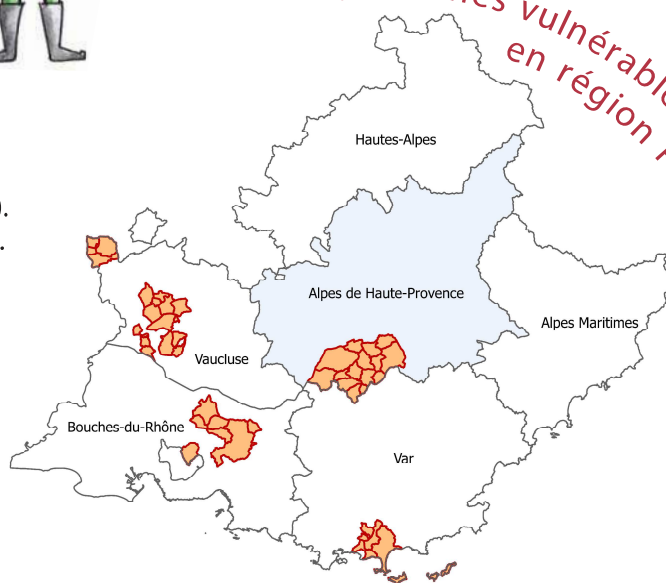 vulnérable
en région
Hautes-Alpes
Alpes de Haute-Provence
Alpes Maritimes
Vaucluse
Bouches-du-Rhône
Var